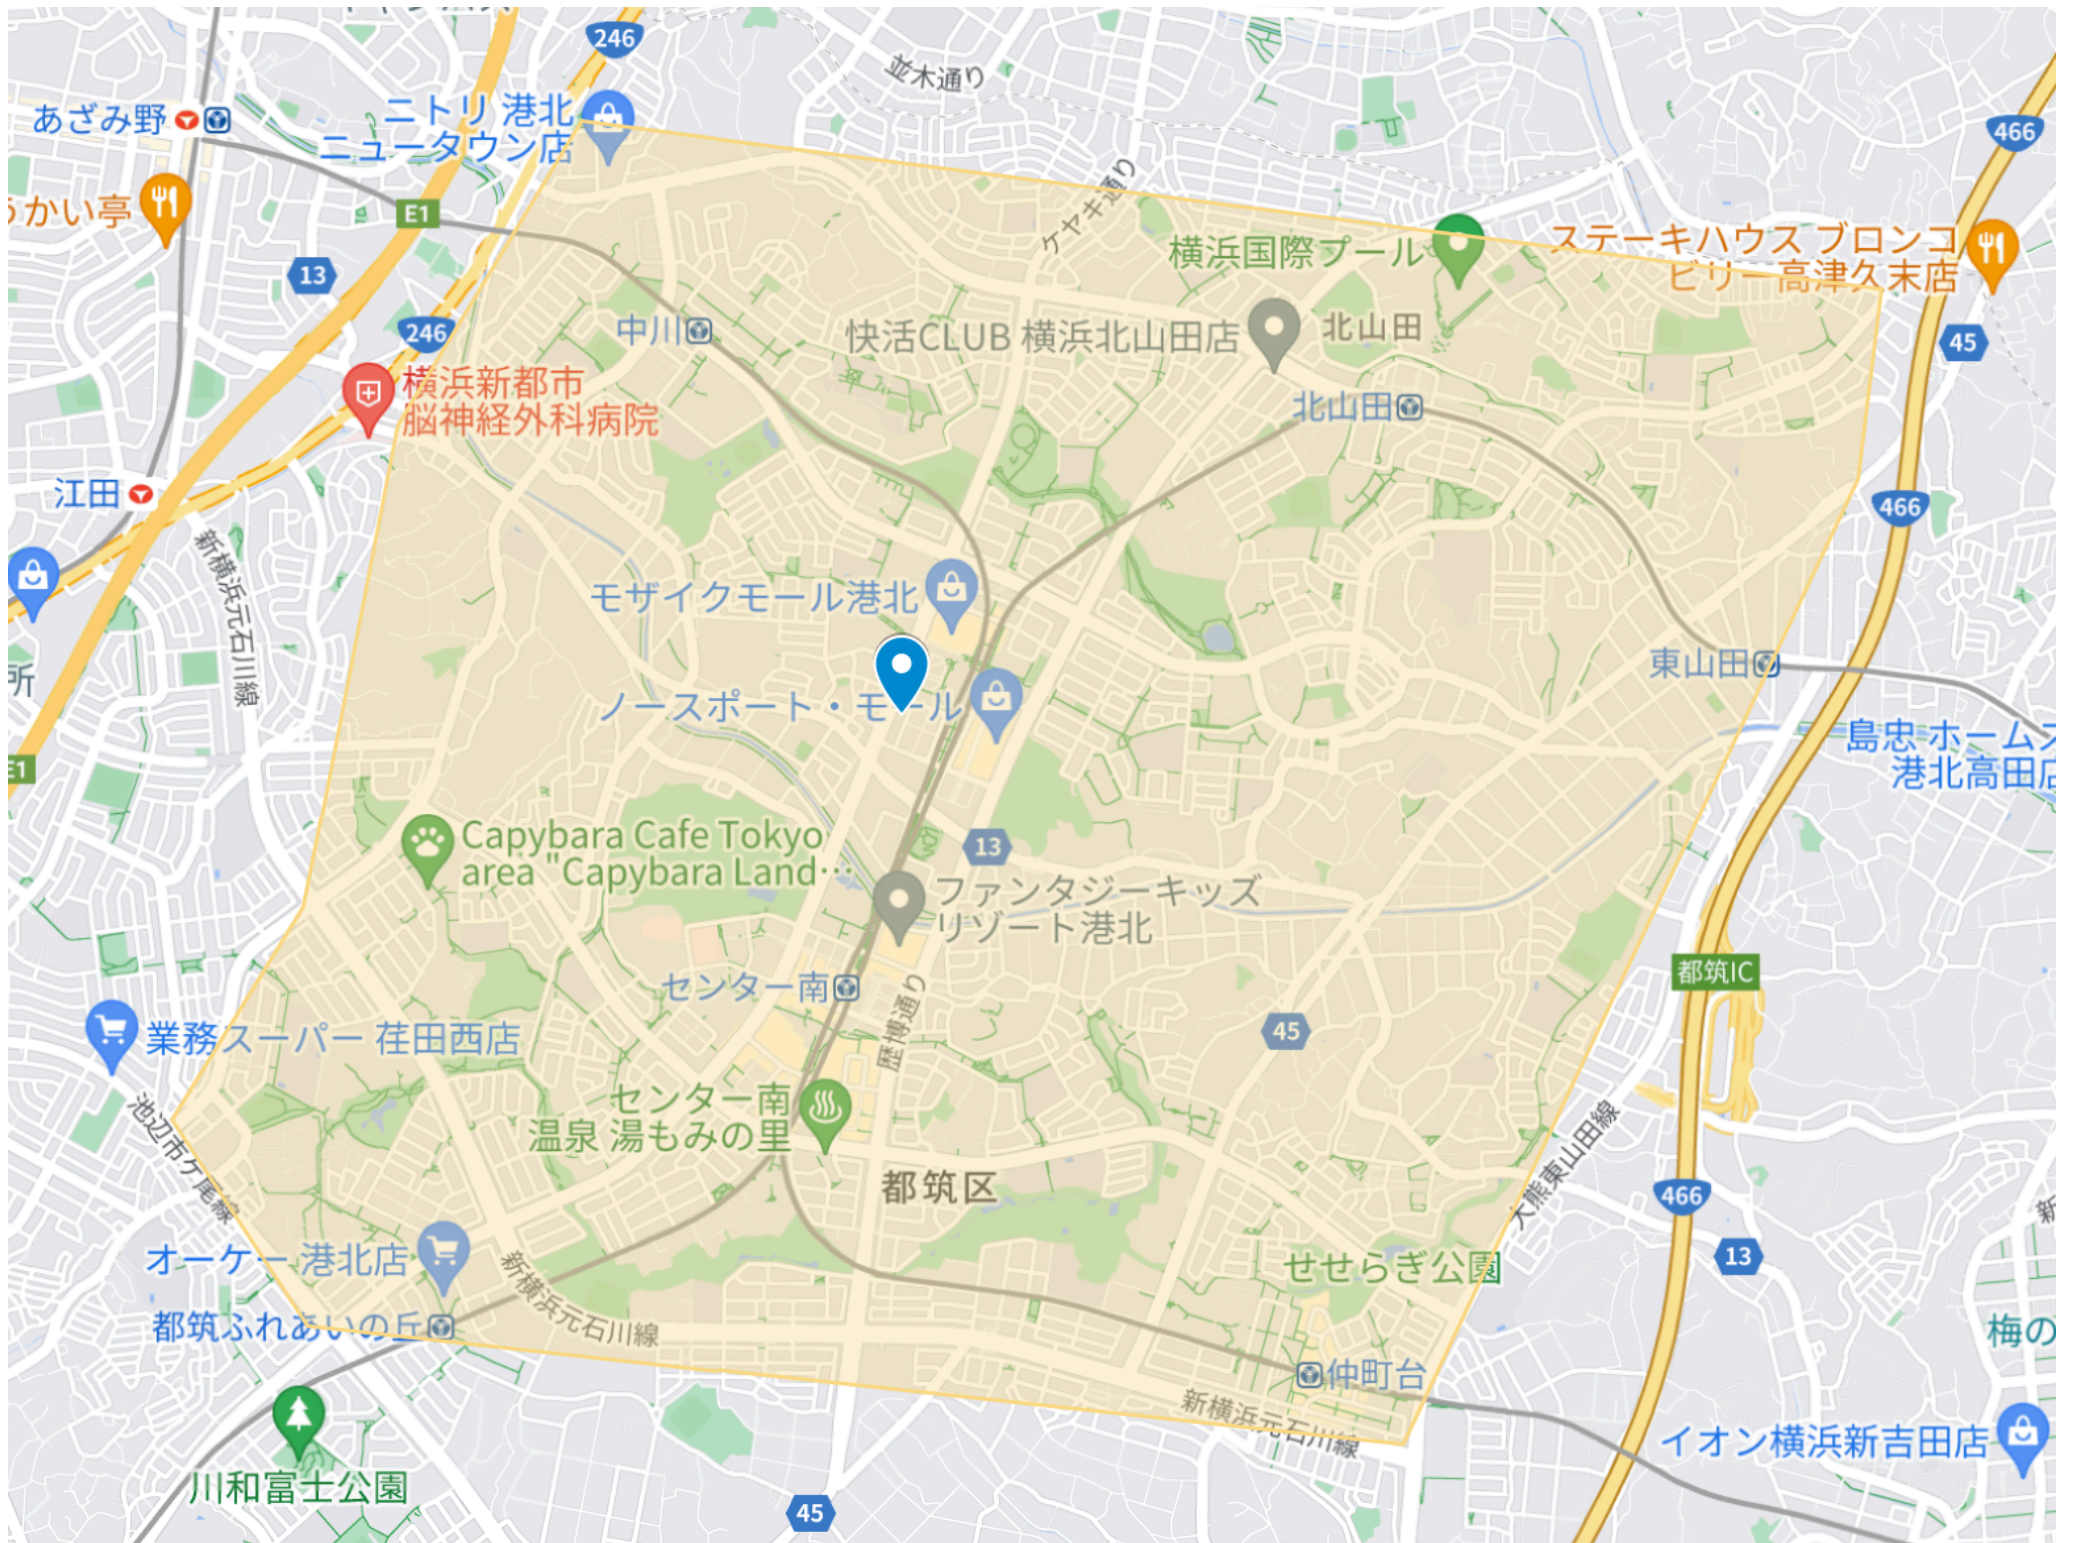 246
並木通り
ニトリ 港北
ニュータウン店
あざみ野
466
ケヤキ通り
かい亭
E1
横浜国際プール
ステーキハウス ブロンコ
ビリー高津久末店
13
246
中川
快活CLUB 横浜北山田店
北山田
45
横浜新都市
脳神経外科病院
北山田
江田
466
新横浜元石川線
モザイクモール港北
所
ノースポート・モール
東山田
島忠 ホームズ
港北高田店
E1
Capybara Cafe Tokyo
area "Capybara Land…
13
ファンタジーキッズ
リゾート港北
都筑IC
センター南
歴博通り
業務スーパー 荏田西店
45
池辺市ケ尾線
センター南
温泉 湯もみの里
大熊東山田線
都筑区
466
新
13
オーケー 港北店
新横浜元石川線
せせらぎ公園
都筑ふれあいの丘
梅の
仲町台
新横浜元石川線
川和富士公園
イオン横浜新吉田店
45